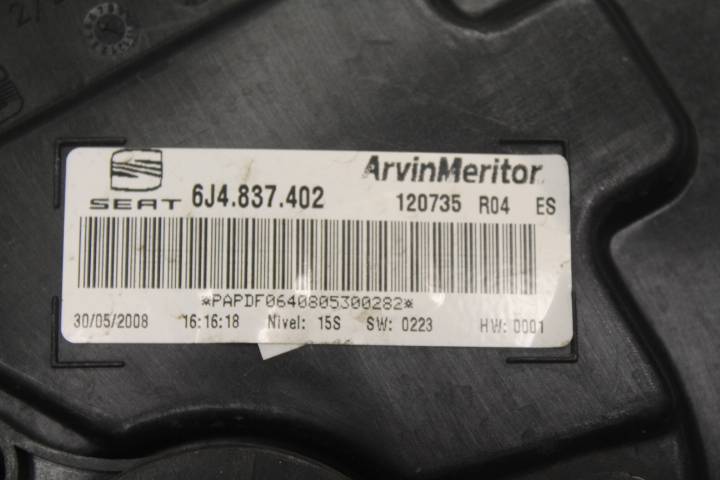 ArvinMeritor
SEAT 6J4.837.402 120735 R04 ES
*PAPDF0640805300282*
30/05/2008 16:16:18 Nivel: 15S SW: 0223 HW: 0001